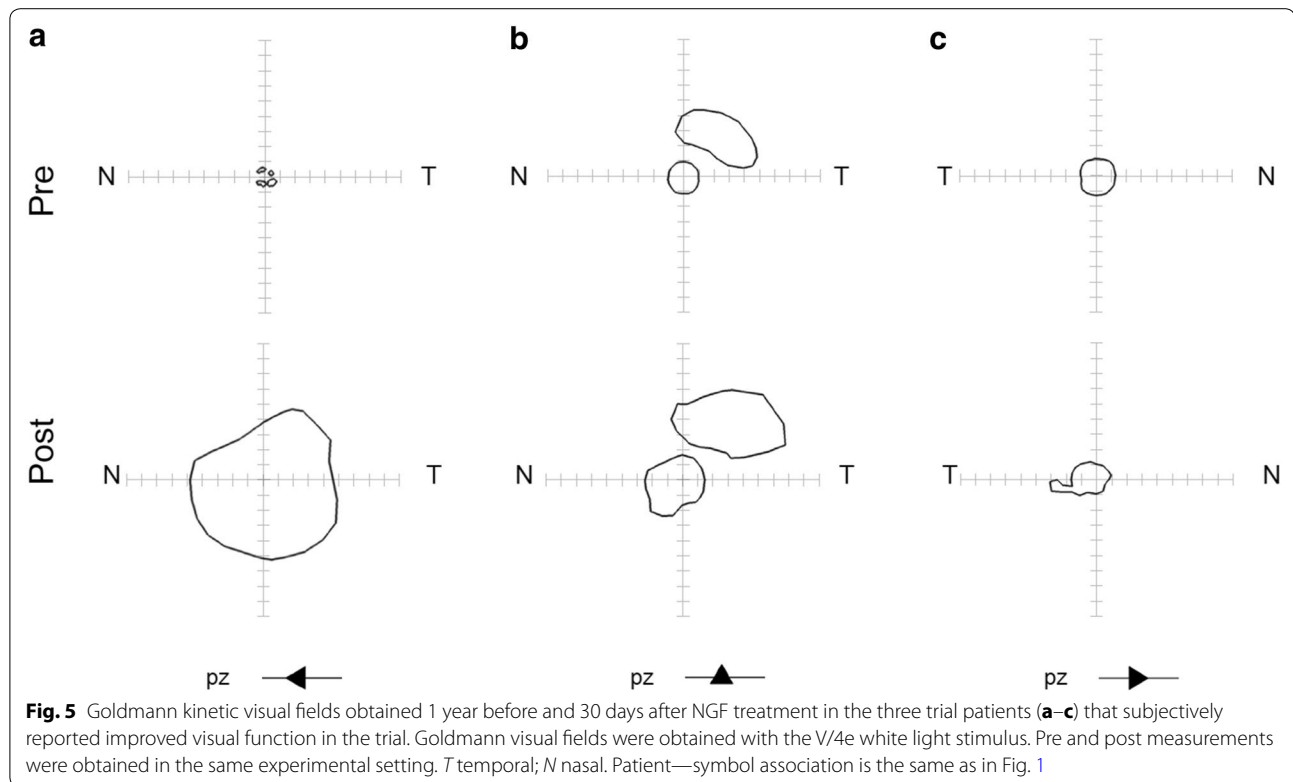 a
b
c
Pre
N T
N T
T N
Post
N T
N T
T N
pz
pz
pz
Fig. 5 Goldmann kinetic visual fields obtained 1 year before and 30 days after NGF treatment in the three trial patients (a–c) that subjectively
reported improved visual function in the trial. Goldmann visual fields were obtained with the V/4e white light stimulus. Pre and post measurements
were obtained in the same experimental setting. T temporal; N nasal. Patient—symbol association is the same as in Fig. 1